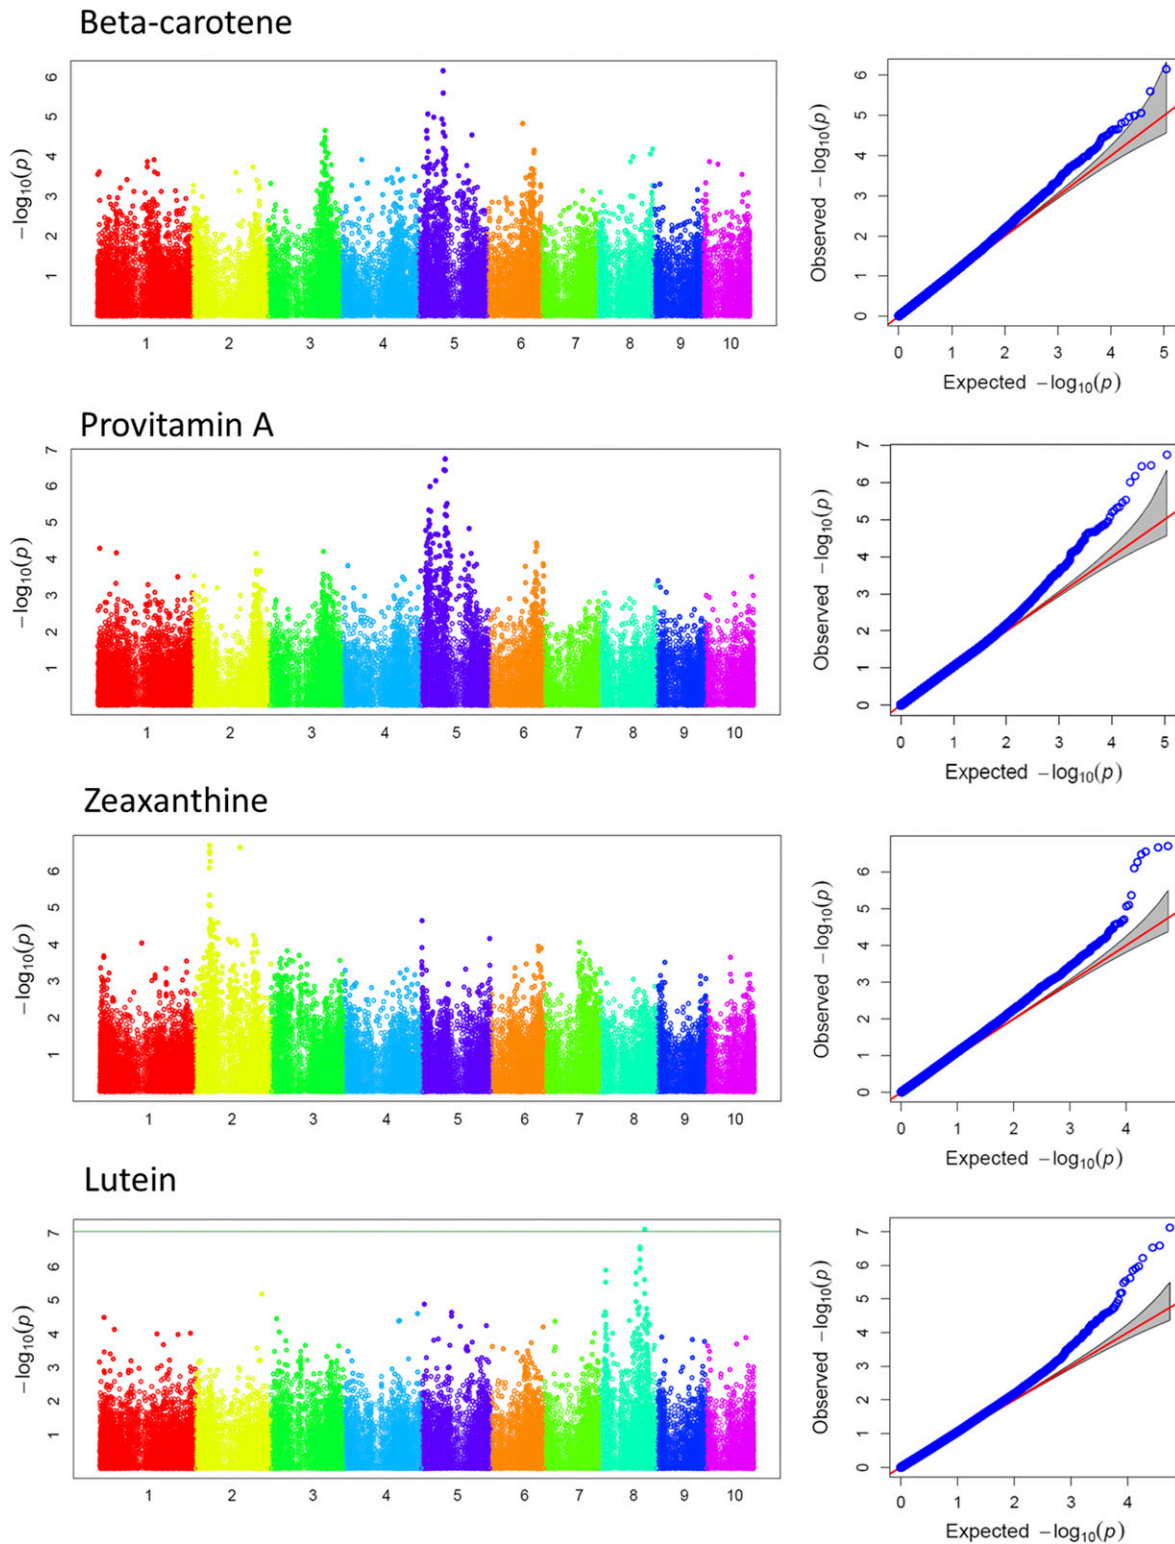 Beta-carotene
−log10(p)
6
5
4
3
2
1
1 2 3 4 5 6 7 8 9 10
Observed −log10(p)
6
5
4
3
2
1
0
0 1 2 3 4 5
Expected −log10(p)
Provitamin A
−log10(p)
7
6
5
4
3
2
1
1 2 3 4 5 6 7 8 9 10
Observed −log10(p)
7
6
5
4
3
2
1
0
0 1 2 3 4 5
Expected −log10(p)
Zeaxanthine
−log10(p)
6
5
4
3
2
1
1 2 3 4 5 6 7 8 9 10
Observed −log10(p)
6
5
4
3
2
1
0
0 1 2 3 4
Expected −log10(p)
Lutein
−log10(p)
7
6
5
4
3
2
1
1 2 3 4 5 6 7 8 9 10
Observed −log10(p)
7
6
5
4
3
2
1
0
0 1 2 3 4
Expected −log10(p)